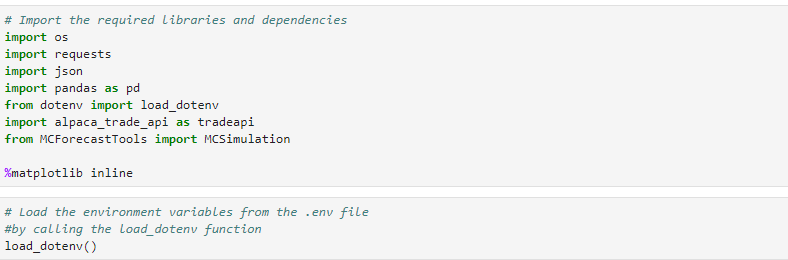 # Import the required libraries and dependencies
import os
import requests
import json
import pandas as pd
from dotenv import load_dotenv
import alpaca_trade_api as tradeapi
from MCForecastTools import MCSimulation
%matplotlib inline
# Load the environment variables from the .env file
#by calling the load_dotenv function
load_dotenv()